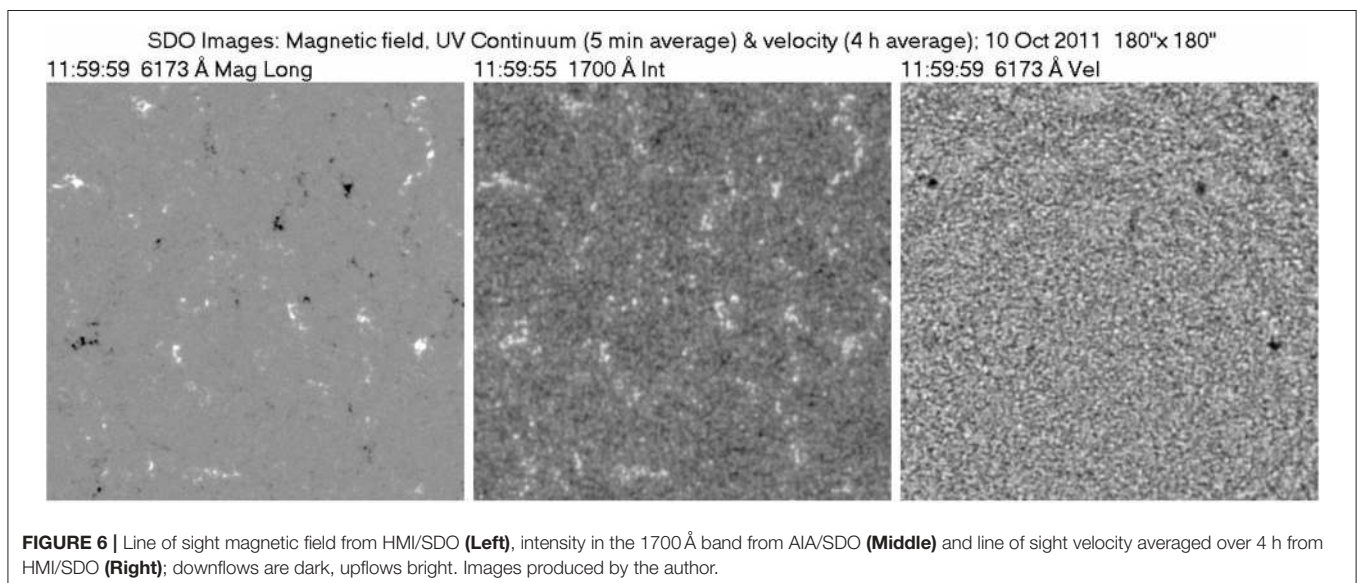 SDO Images: Magnetic field, UV Continuum (5 min average) & velocity (4 h average); 10 Oct 2011 180"x 180"
11:59:59 6173 Å Mag Long
11:59:55 1700 Å Int
11:59:59 6173 Å Vel
FIGURE 6 | Line of sight magnetic field from HMI/SDO (Left), intensity in the 1700 Å band from AIA/SDO (Middle) and line of sight velocity averaged over 4 h from
HMI/SDO (Right); downflows are dark, upflows bright. Images produced by the author.